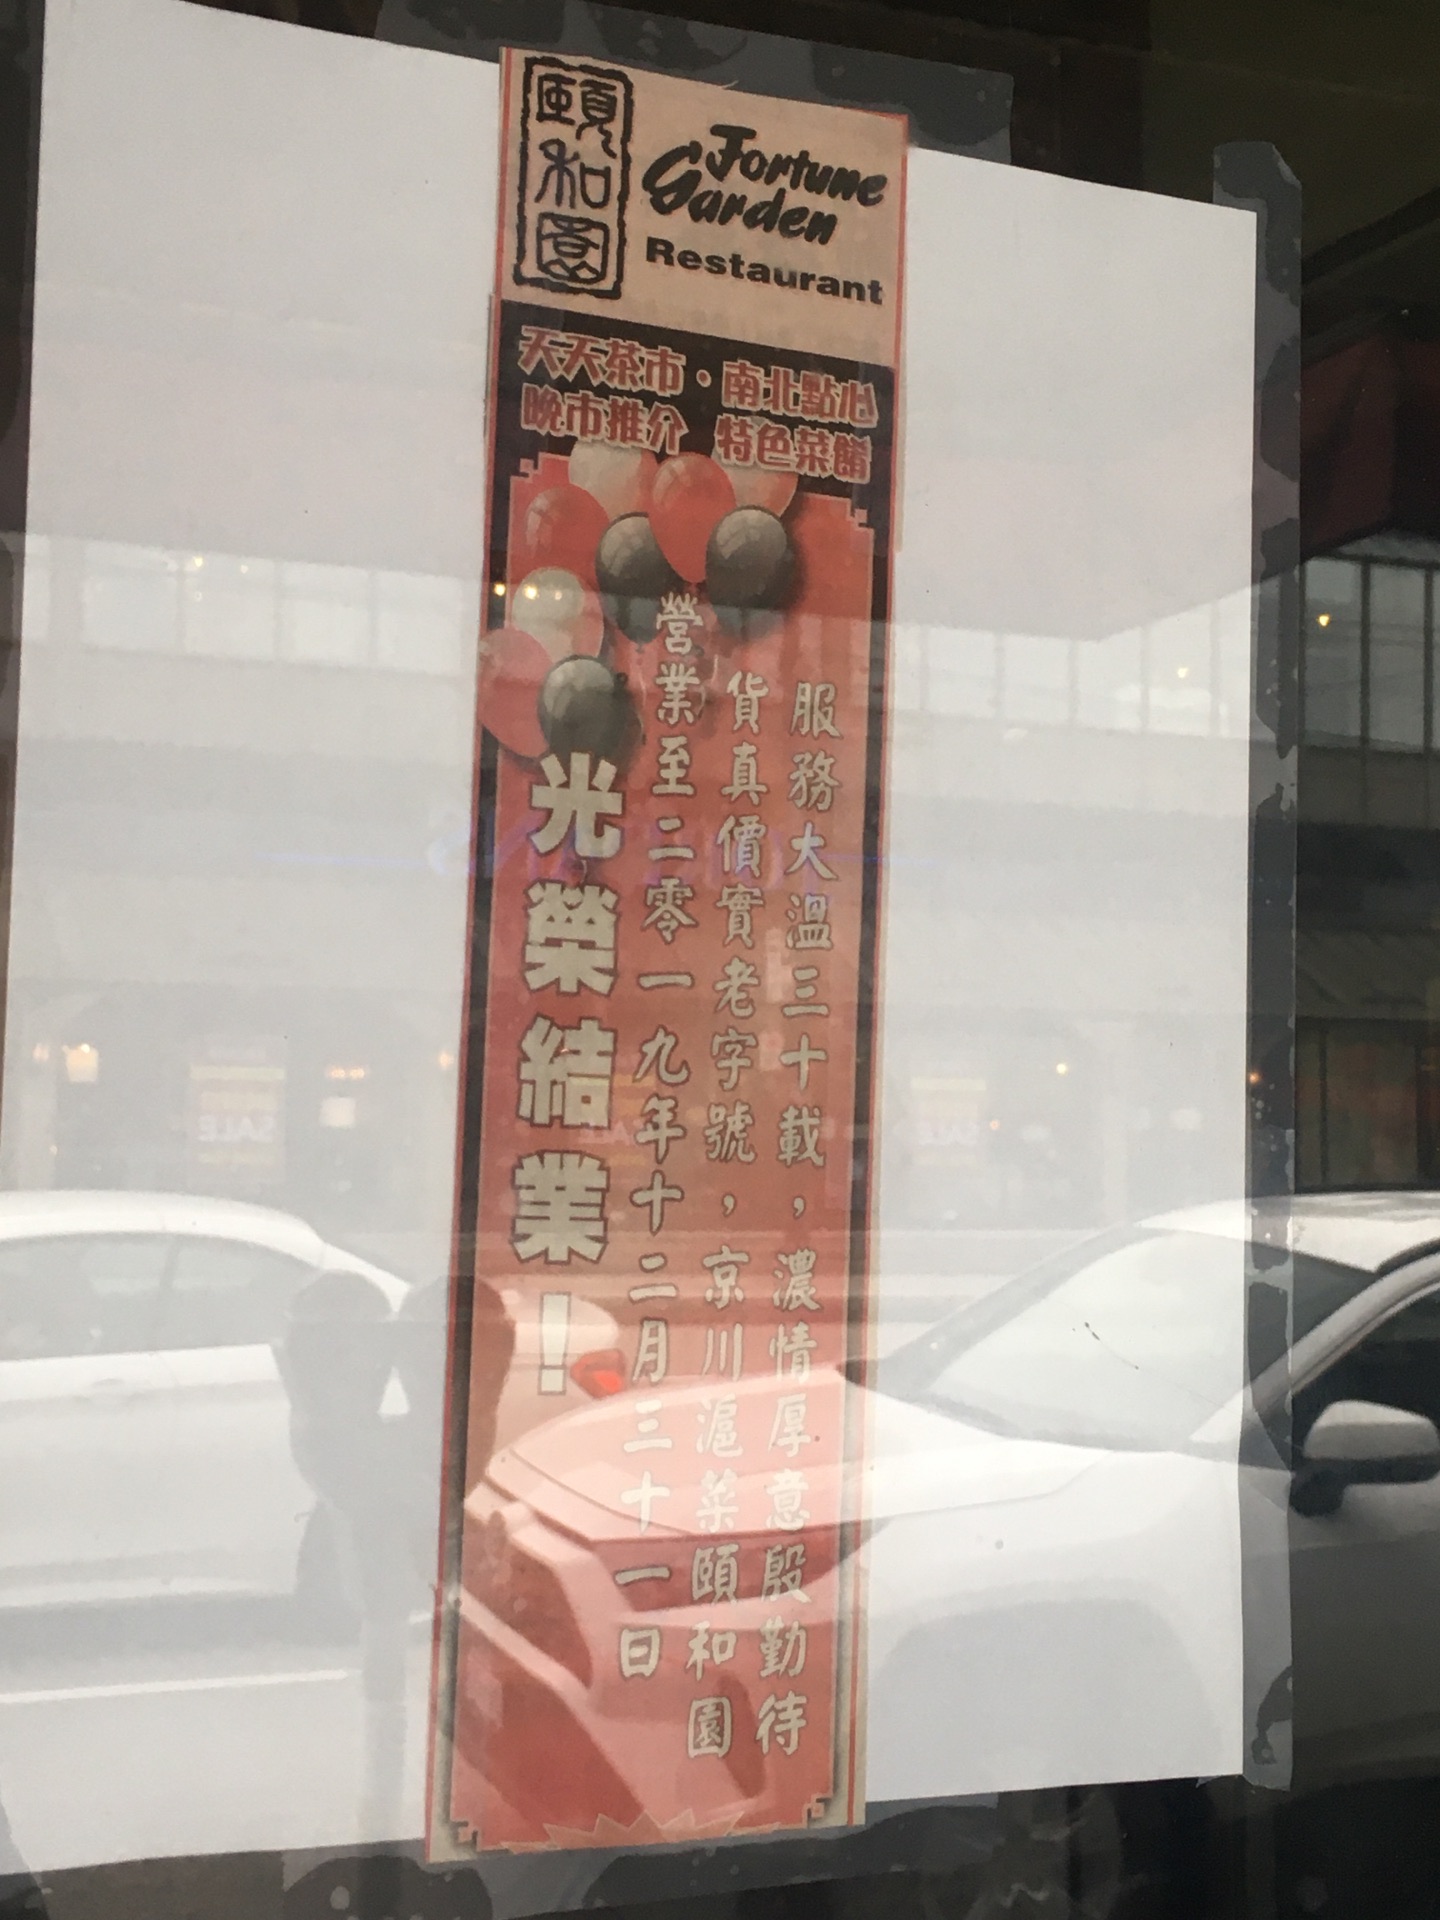 頤和園
Fortune
Garden
Restaurant
天天茶市・南北點心
晚市推介 特色菜餚
服務大溫三十載，濃情厚意殷勤待
貨真價實老字號，京川滬菜頤和園
營業至二零一九年十二月三十一日
光榮結業！
SALE
SALE